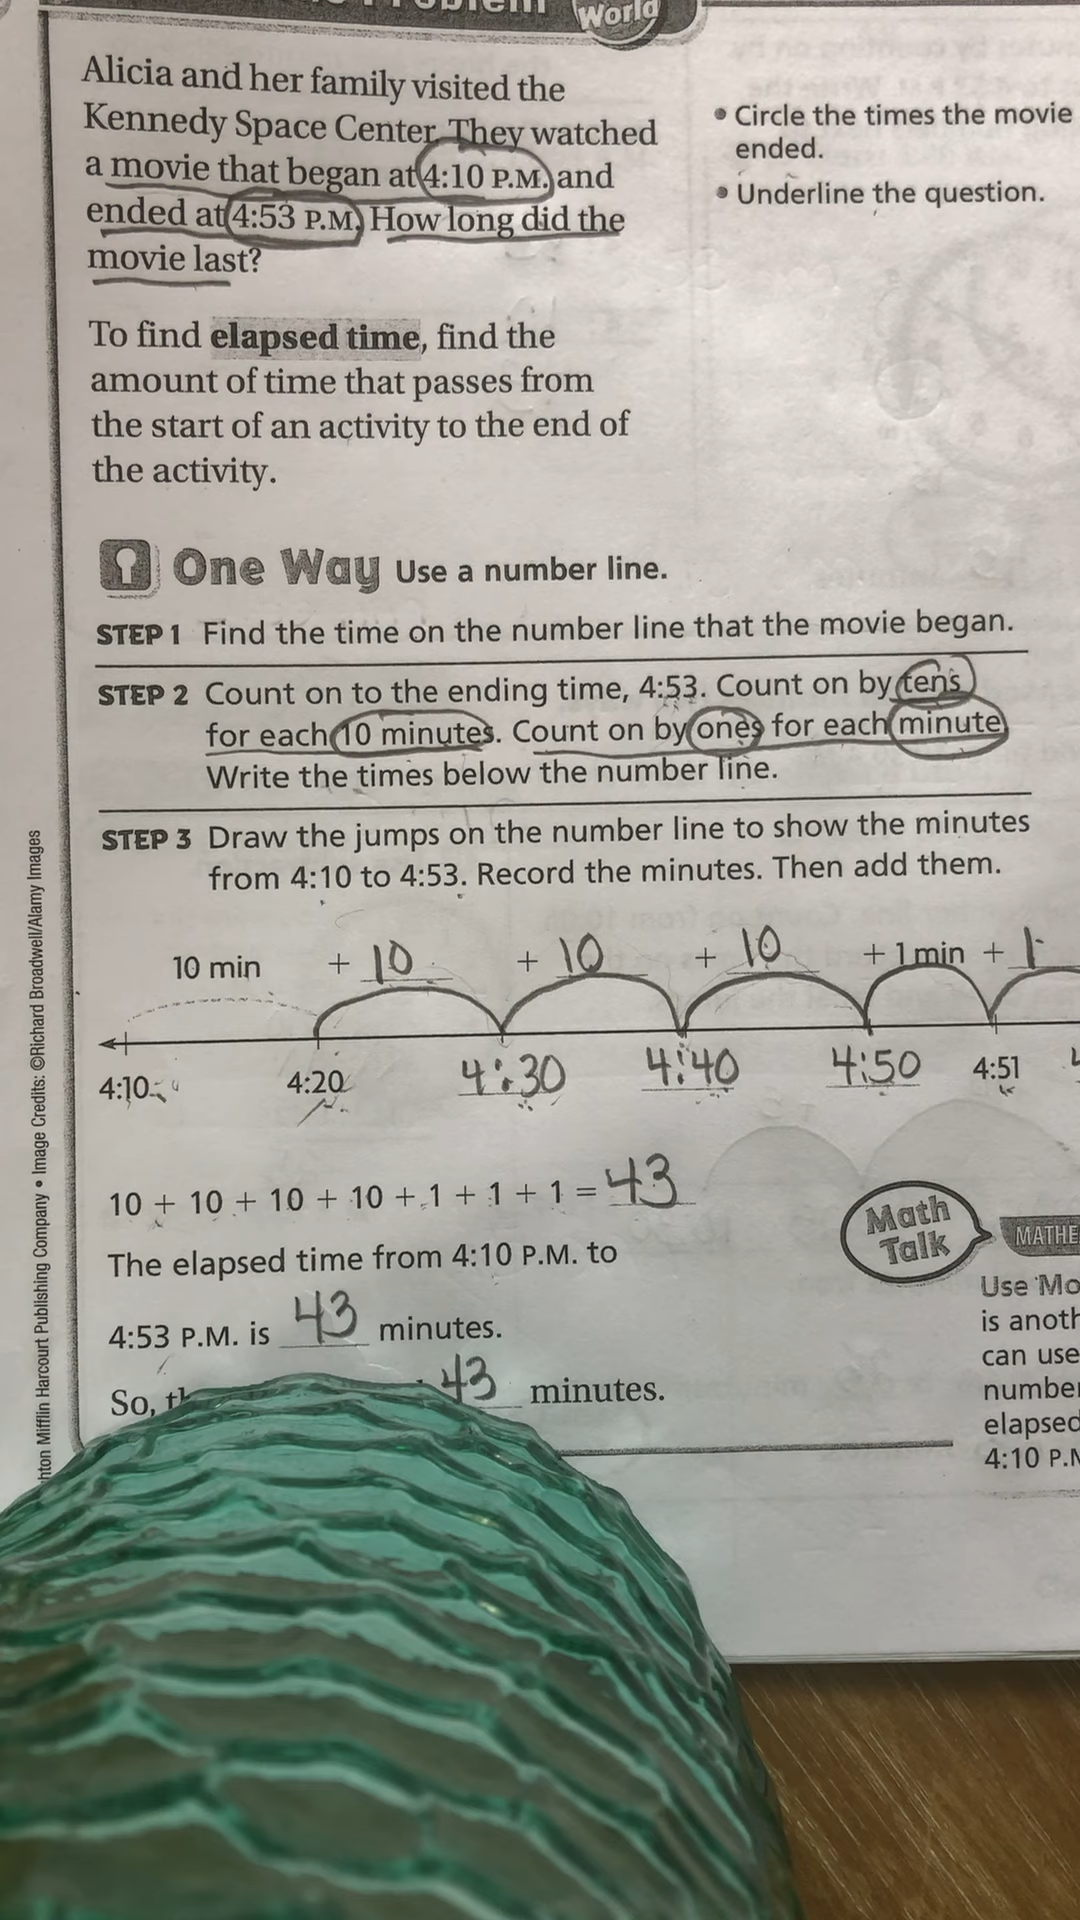 Problem
World
Alicia and her family visited the
Kennedy Space Center. They watched
a movie that began at 4:10 P.M. and
ended at 4:53 P.M. How long did the
movie last?
• Circle the times the movie
ended.
• Underline the question.
To find elapsed time, find the
amount of time that passes from
the start of an activity to the end of
the activity.
One Way Use a number line.
STEP 1 Find the time on the number line that the movie began.
STEP 2 Count on to the ending time, 4:53. Count on by tens
for each 10 minutes. Count on by ones for each minute
Write the times below the number line.
STEP 3 Draw the jumps on the number line to show the minutes
from 4:10 to 4:53. Record the minutes. Then add them.
10 min + 10 + 10 + 10 + 1 min + 1
4:10 4:20 4:30 4:40 4:50 4:51
10 + 10 + 10 + 10 + 1 + 1 + 1 = 43
The elapsed time from 4:10 P.M. to
4:53 P.M. is 43 minutes.
So, 43 minutes.
Math
Talk
MATHE
Use
is
can use
elapsed
4:10
Publishing Company • Image Credits: ©Richard Broadwell/Alamy Images
Mifflin Harcourt